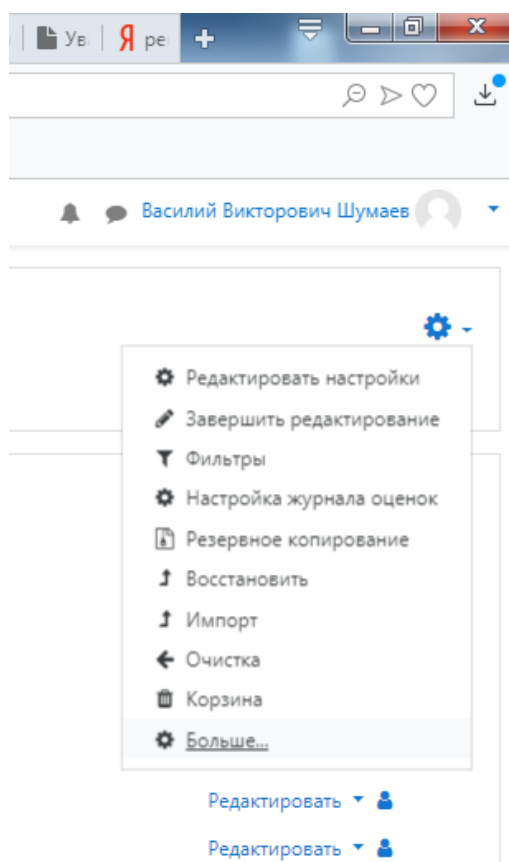 Ув
Я ре
Василий Викторович Шумаев
Редактировать настройки
Завершить редактирование
Фильтры
Настройка журнала оценок
Резервное копирование
Восстановить
Импорт
Очистка
Корзина
Больше...
Редактировать
Редактировать